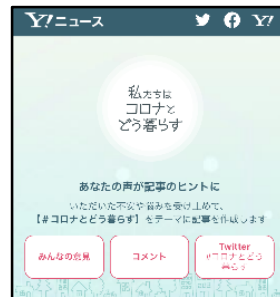 Y!ニュース
私たちは
コロナと
どう暮らす
あなたの声が記事のヒントに
いただいた不安や悩みを受け止めて、
【#コロナとどう暮らす】をテーマに記事を作成します
みんなの意見
コメント
Twitter
#コロナとどう
暮らす